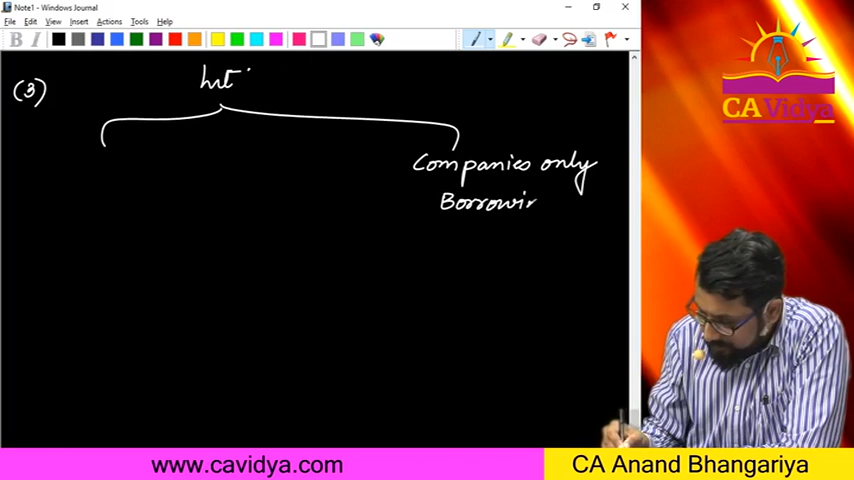 Note1 - Windows Journal
File Edit View Insert Actions Tools Help
B I
(3)
Int
Companies only
Borrowin
CA Vidya
www.cavidya.com
CA Anand Bhangariya